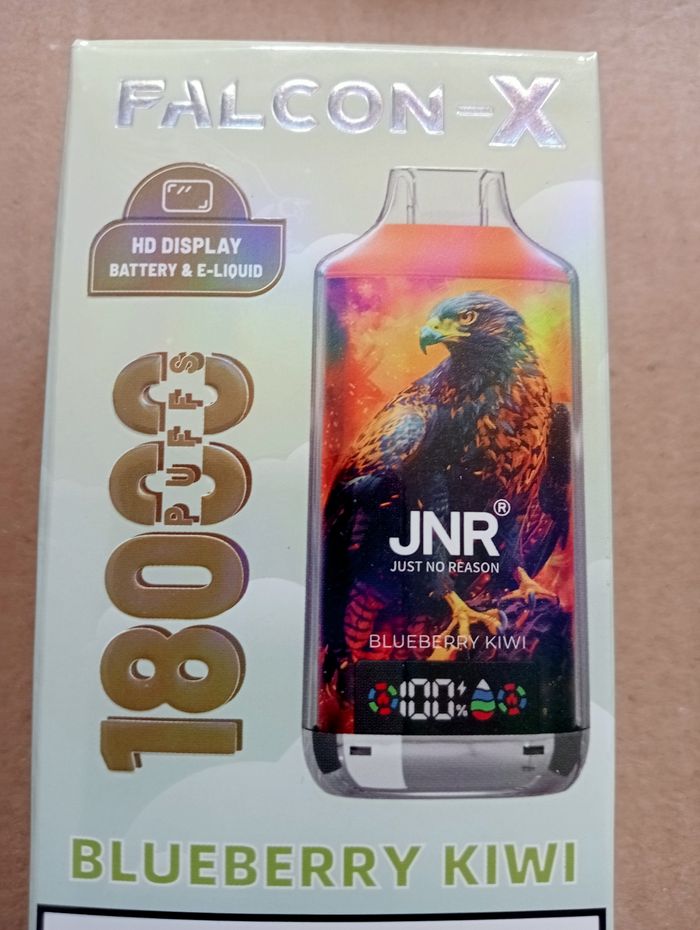 FALCON-X
HD DISPLAY
BATTERY & E-LIQUID
18000
PUFFS
JNR®
JUST NO REASON
BLUEBERRY KIWI
100%
BLUEBERRY KIWI